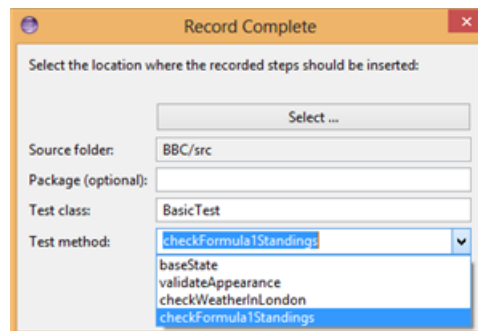 Record Complete
Select the location where the recorded steps should be inserted:
Select ...
Source folder: BBC/src
Package (optional):
Test class: BasicTest
Test method: checkFormula1Standings
baseState
validateAppearance
checkWeatherInLondon
checkFormula1Standings